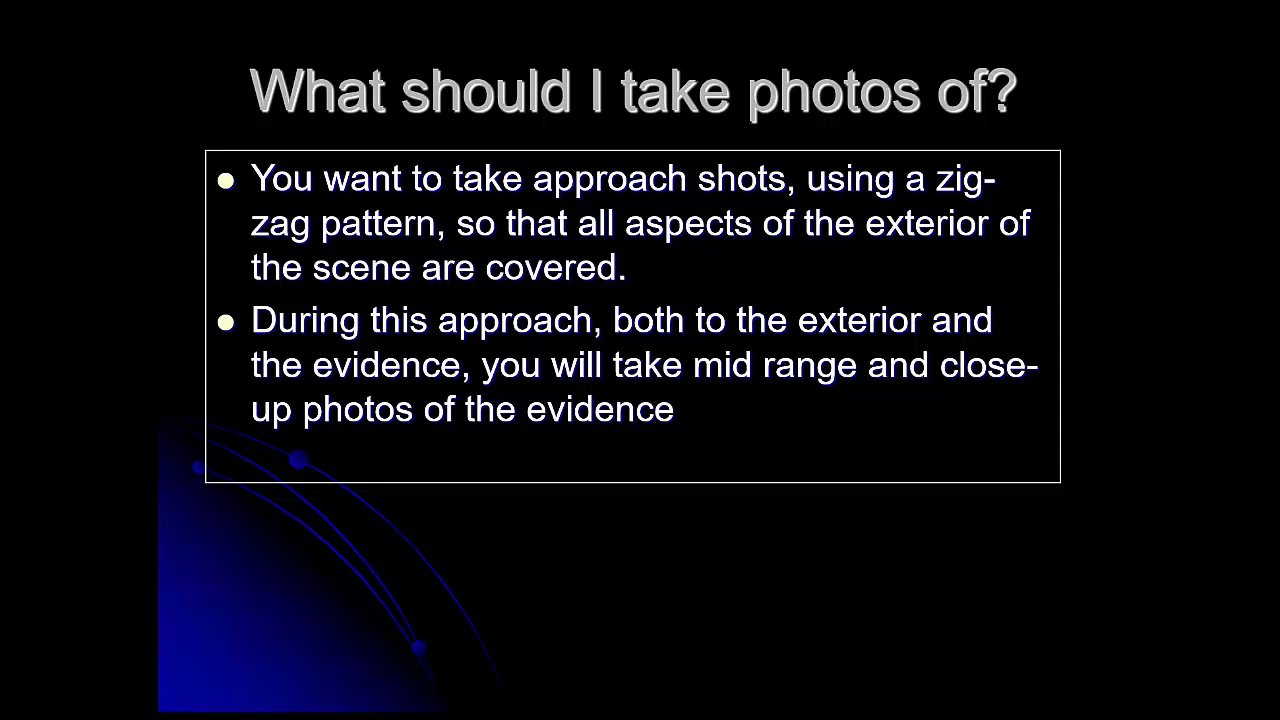 What should I take photos of?
You want to take approach shots, using a zig-
zag pattern, so that all aspects of the exterior of
the scene are covered.
During this approach, both to the exterior and
the evidence, you will take mid range and close-
up photos of the evidence